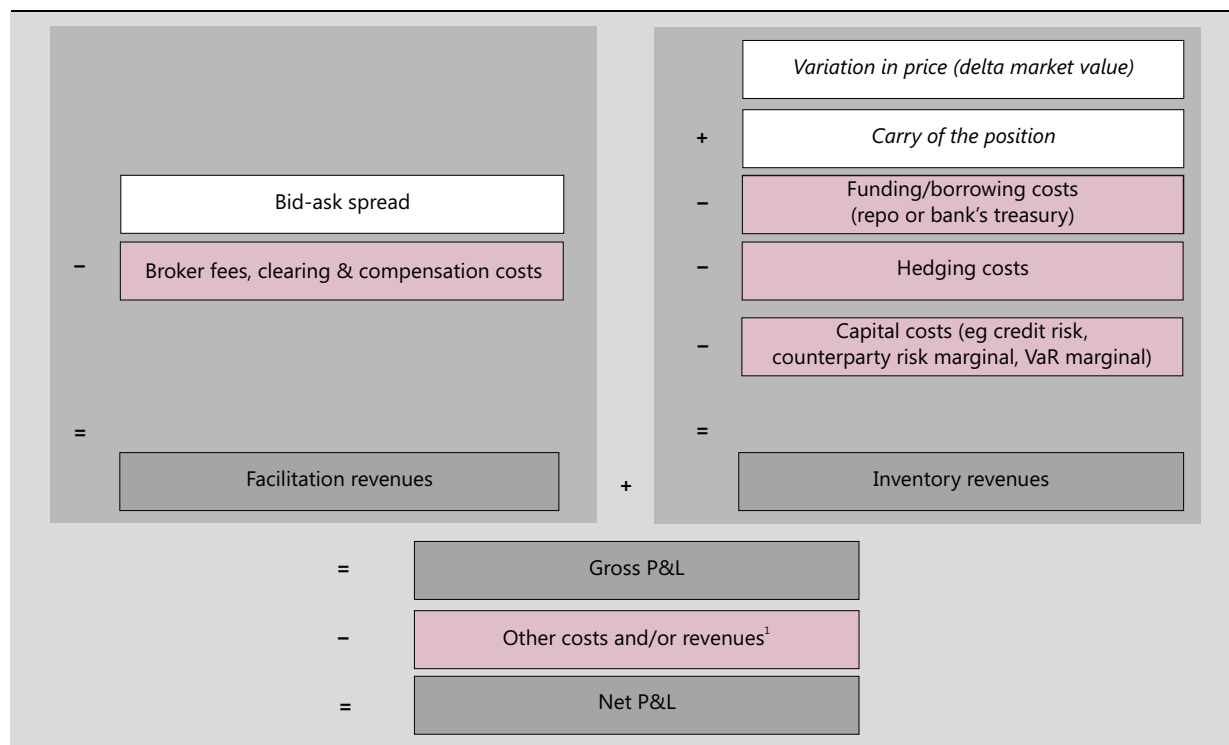 Bid-ask spread
−
Broker fees, clearing & compensation costs
=
Facilitation revenues
+
Variation in price (delta market value)
+
Carry of the position
−
Funding/borrowing costs
(repo or bank's treasury)
−
Hedging costs
−
Capital costs (eg credit risk,
counterparty risk marginal, VaR marginal)
=
Inventory revenues
=
Gross P&L
−
Other costs and/or revenues¹
=
Net P&L